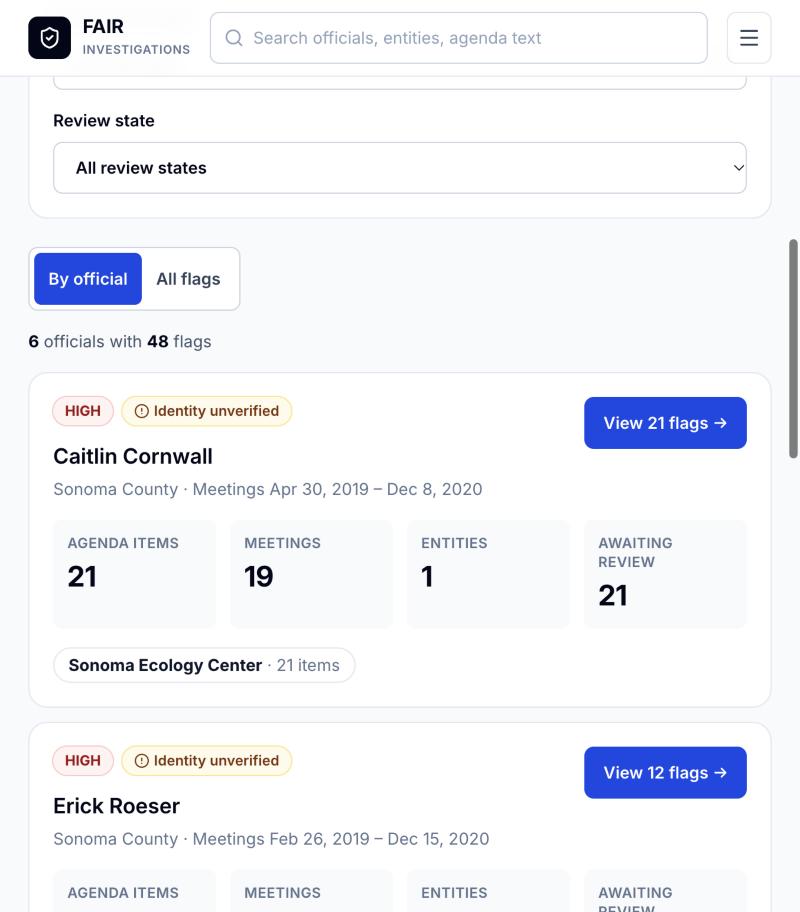 FAIR
INVESTIGATIONS
Search officials, entities, agenda text
Review state
All review states
By official
All flags
6 officials with 48 flags
HIGH
Identity unverified
View 21 flags →
Caitlin Cornwall
Sonoma County · Meetings Apr 30, 2019 – Dec 8, 2020
AGENDA ITEMS
21
MEETINGS
19
ENTITIES
1
AWAITING
REVIEW
21
Sonoma Ecology Center · 21 items
HIGH
Identity unverified
View 12 flags →
Erick Roeser
Sonoma County · Meetings Feb 26, 2019 – Dec 15, 2020
AGENDA ITEMS
MEETINGS
ENTITIES
AWAITING
REVIEW